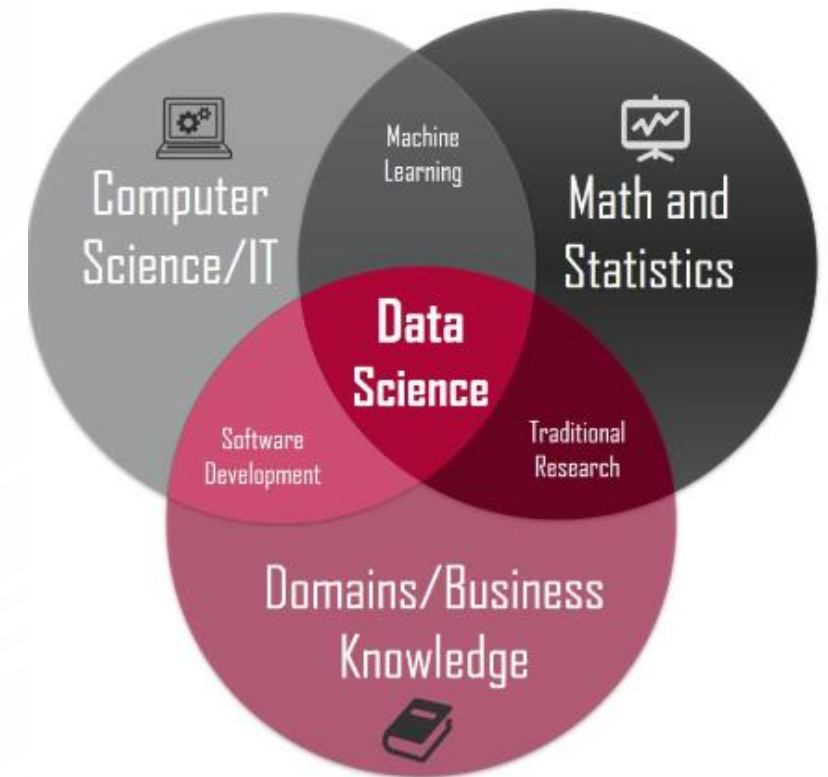 Machine
Learning
Computer
Science/IT
Math and
Statistics
Data
Science
Software
Development
Traditional
Research
Domains/Business
Knowledge